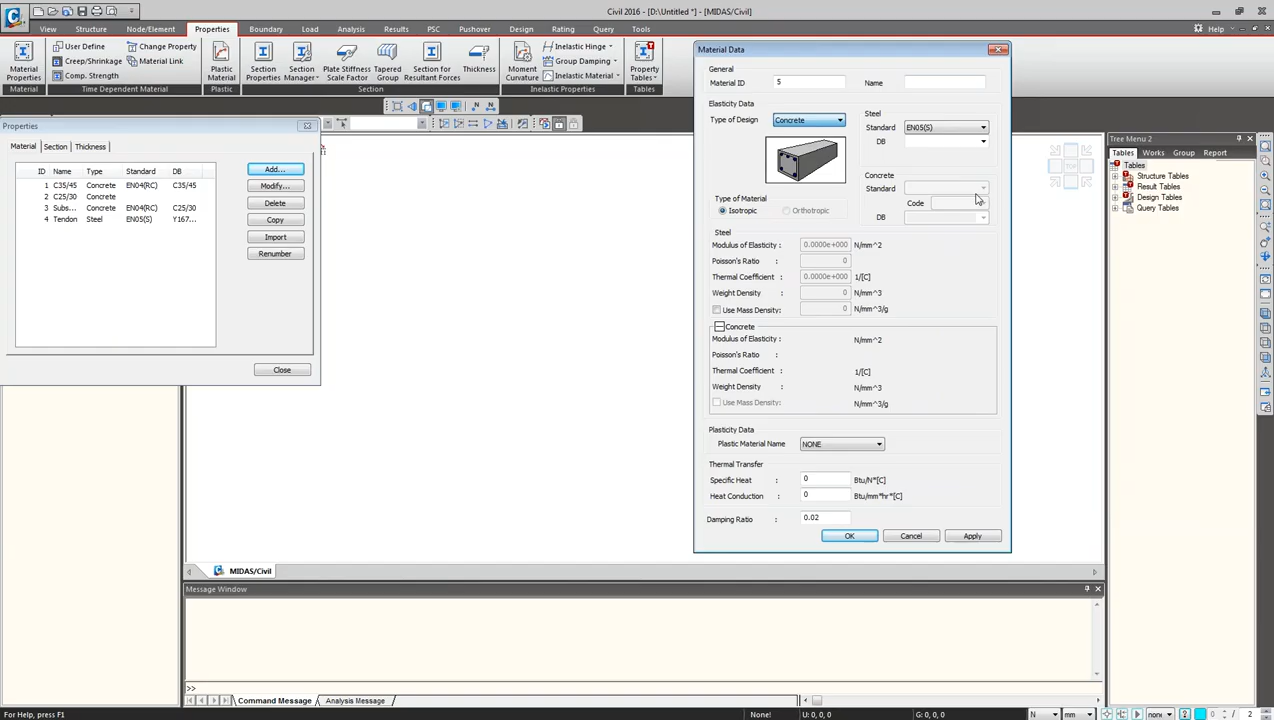 Civil 2016 - [D:\Untitled *] - [MIDAS/Civil]
View Structure Node/Element Properties Boundary Load Analysis Results PSC Pushover Design Rating Query Tools Help
Material Properties
User Define
Creep/Shrinkage
Comp. Strength
Change Property
Material Link
Plastic Material
Section Properties
Section Manager
Plate Stiffness Scale Factor
Tapered Group
Section for Resultant Forces
Thickness
Moment Curvature
Inelastic Hinge
Group Damping
Inelastic Material
Property Tables
Material Time Dependent Material Plastic Section Inelastic Properties Tables
Properties
Material Section Thickness
ID Name Type Standard DB
1 C35/45 Concrete EN04(RC) C35/45
2 C25/30 Concrete
3 Subs... Concrete EN04(RC) C25/30
4 Tendon Steel EN05(S) Y167...
Add...
Modify...
Delete
Copy
Import
Renumber
Close
Material Data
General
Material ID 5 Name
Elasticity Data
Type of Design Concrete
Steel
Standard EN05(S)
DB
Concrete
Standard
Code
DB
Type of Material
Isotropic Orthotropic
Steel
Modulus of Elasticity : 0.0000e+000 N/mm^2
Poisson's Ratio : 0
Thermal Coefficient : 0.0000e+000 1/[C]
Weight Density : 0 N/mm^3
Use Mass Density: 0 N/mm^3/g
Concrete
Modulus of Elasticity : N/mm^2
Poisson's Ratio :
Thermal Coefficient : 1/[C]
Weight Density : N/mm^3
Use Mass Density: N/mm^3/g
Plasticity Data
Plastic Material Name NONE
Thermal Transfer
Specific Heat : 0 Btu/N*[C]
Heat Conduction : 0 Btu/mm*hr*[C]
Damping Ratio : 0.02
OK Cancel Apply
TOP
Tree Menu 2
Tables Works Group Report
Tables
Structure Tables
Result Tables
Design Tables
Query Tables
MIDAS/Civil
Message Window
>>
Command Message Analysis Message
For Help, press F1 None! U: 0, 0, 0 G: 0, 0, 0 N mm none 2